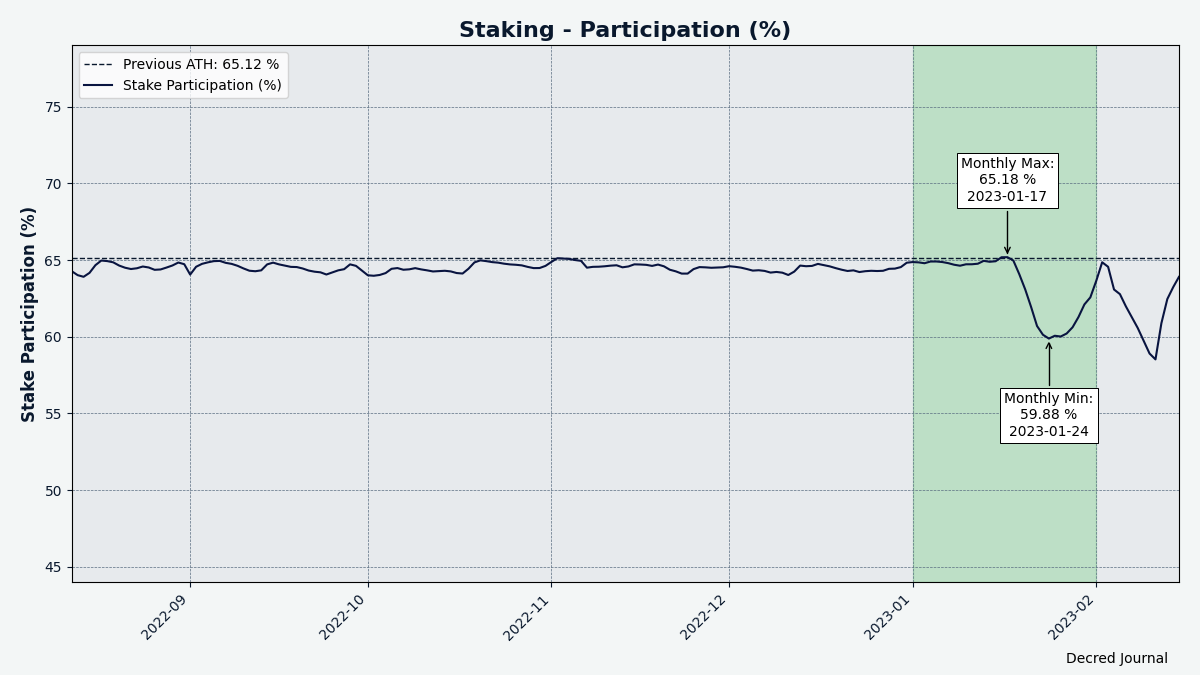 Staking - Participation (%)
Previous ATH: 65.12 %
Stake Participation (%)
Stake Participation (%)
75
70
65
60
55
50
45
Monthly Max:
65.18 %
2023-01-17
Monthly Min:
59.88 %
2023-01-24
2022-09
2022-10
2022-11
2022-12
2023-01
2023-02
Decred Journal